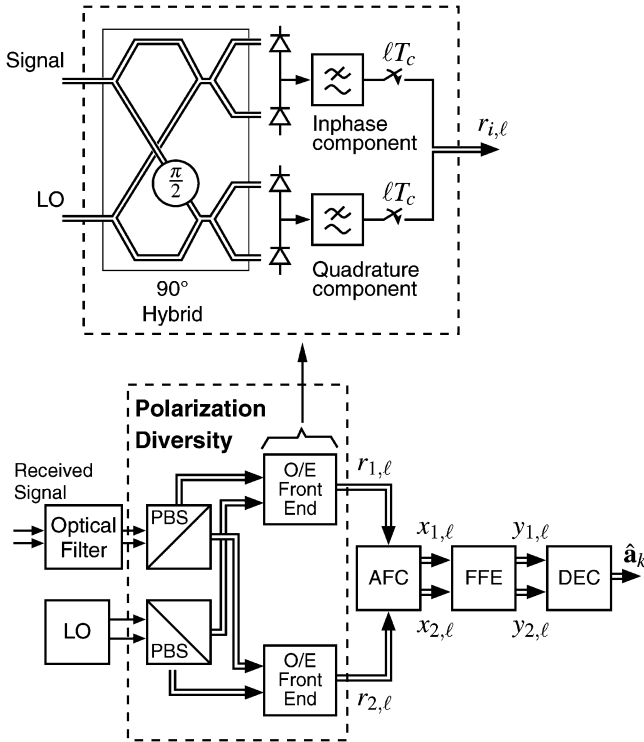 Signal
ℓT_c
r_{i,ℓ}
Inphase
component
π/2
LO
ℓT_c
Quadrature
component
90°
Hybrid
Polarization
Diversity
Received
Signal
O/E
Front
End
r_{1,ℓ}
PBS
Optical
Filter
x_{1,ℓ}
y_{1,ℓ}
â_k
AFC
FFE
DEC
LO
PBS
x_{2,ℓ}
y_{2,ℓ}
O/E
Front
End
r_{2,ℓ}